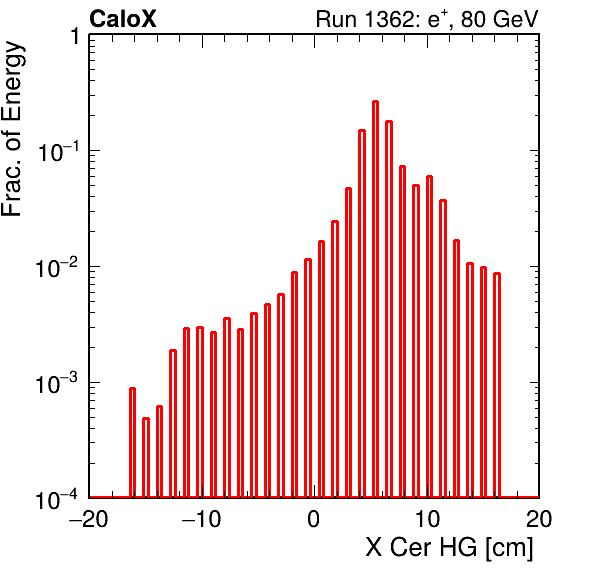 CaloX Run 1362: e⁺, 80 GeV
Frac. of Energy
1
10⁻¹
10⁻²
10⁻³
10⁻⁴
−20 −10 0 10 20
X Cer HG [cm]